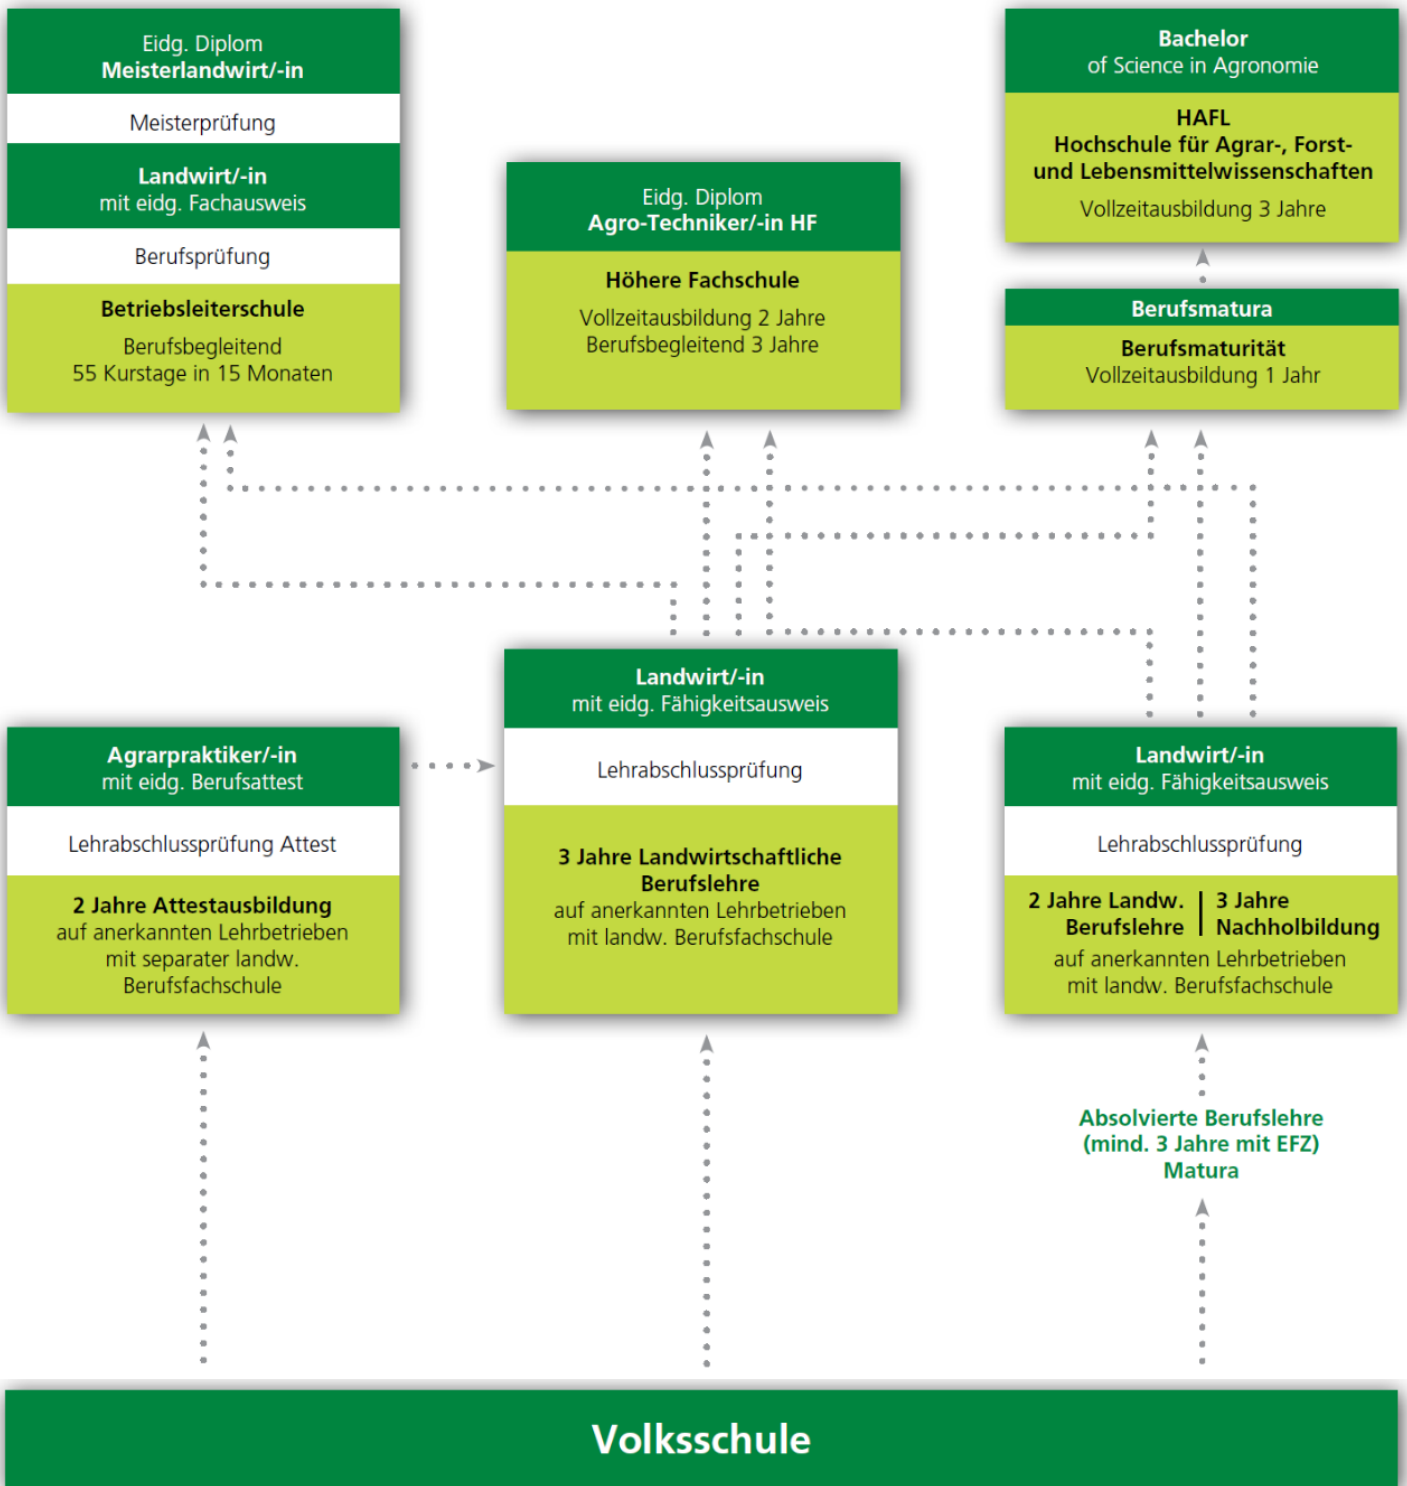 Eidg. Diplom
Meisterlandwirt/-in
Meisterprüfung
Landwirt/-in
mit eidg. Fachausweis
Berufsprüfung
Betriebsleiterschule
Berufsbegleitend
55 Kurstage in 15 Monaten
Eidg. Diplom
Agro-Techniker/-in HF
Höhere Fachschule
Vollzeitausbildung 2 Jahre
Berufsbegleitend 3 Jahre
Bachelor
of Science in Agronomie
HAFL
Hochschule für Agrar-, Forst-
und Lebensmittelwissenschaften
Vollzeitausbildung 3 Jahre
Berufsmatura
Berufsmaturität
Vollzeitausbildung 1 Jahr
Agrarpraktiker/-in
mit eidg. Berufsattest
Lehrabschlussprüfung Attest
2 Jahre Attestausbildung
auf anerkannten Lehrbetrieben
mit separater landw.
Berufsfachschule
Landwirt/-in
mit eidg. Fähigkeitsausweis
Lehrabschlussprüfung
3 Jahre Landwirtschaftliche
Berufslehre
auf anerkannten Lehrbetrieben
mit landw. Berufsfachschule
Landwirt/-in
mit eidg. Fähigkeitsausweis
Lehrabschlussprüfung
2 Jahre Landw.
Berufslehre
3 Jahre
Nachholbildung
auf anerkannten Lehrbetrieben
mit landw. Berufsfachschule
Absolvierte Berufslehre
(mind. 3 Jahre mit EFZ)
Matura
Volksschule